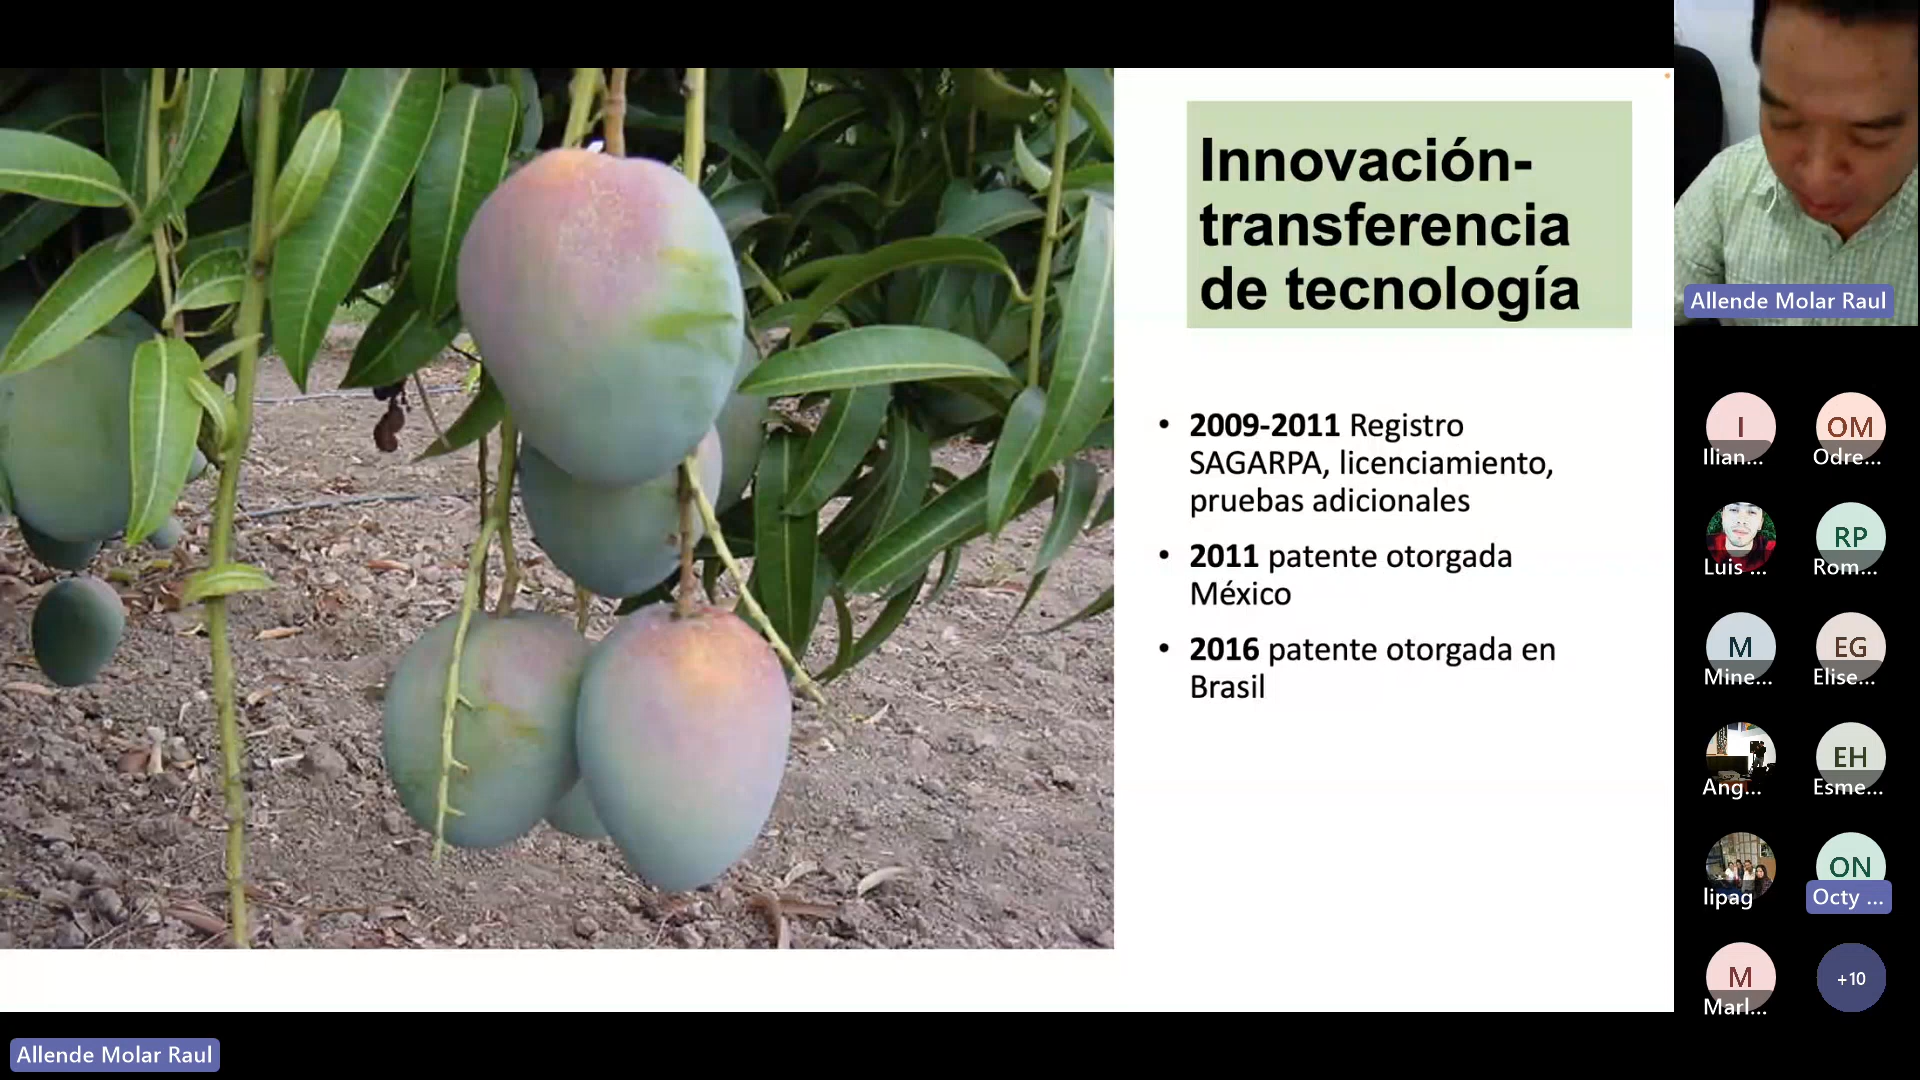 Innovación-
transferencia
de tecnología
• 2009-2011 Registro
SAGARPA, licenciamiento,
pruebas adicionales
• 2011 patente otorgada
México
• 2016 patente otorgada en
Brasil
Allende Molar Raul
I
Ilian...
OM
Odre...
Luis ...
RP
Rom...
M
Mine...
EG
Elise...
Ang...
EH
Esme...
lipag
ON
Octy ...
M
Marl...
+10
Allende Molar Raul